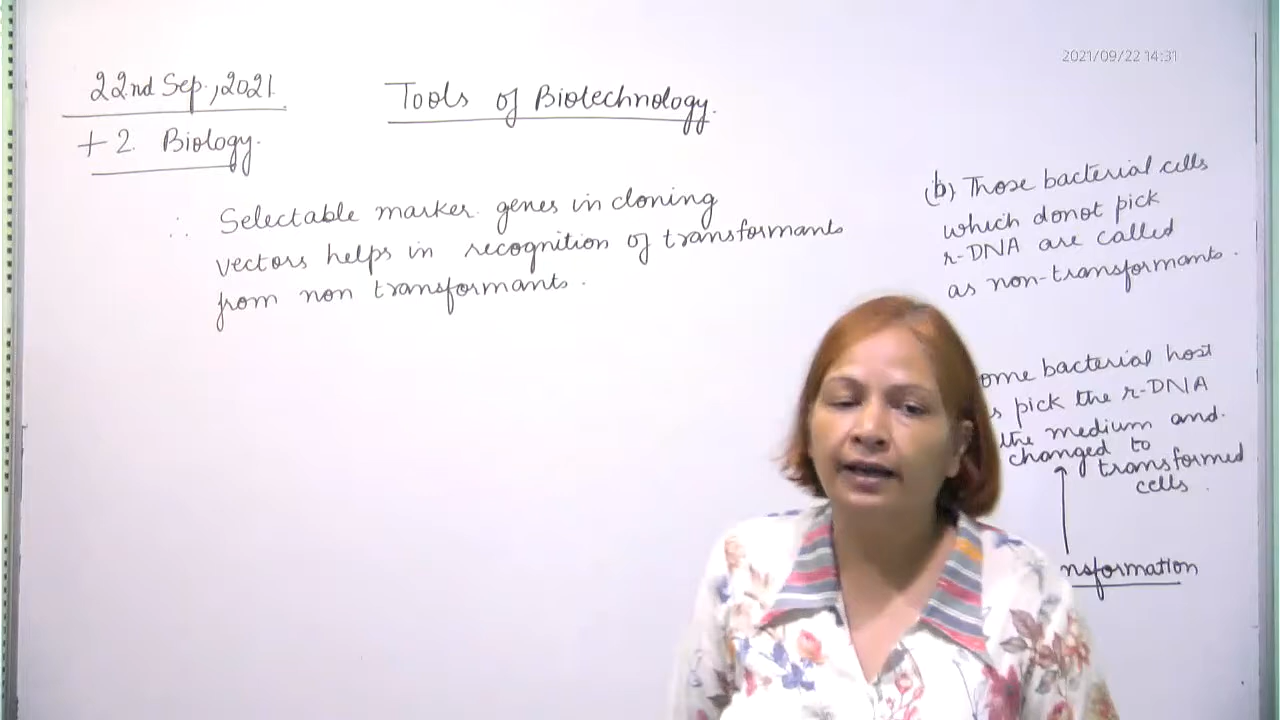 2021/09/22 14:31
22nd Sep., 2021.
+2 Biology.
Tools of Biotechnology.
∴ Selectable marker genes in cloning
vectors helps in recognition of transformants
from non transformants.
(b) Those bacterial cells
which donot pick
r-DNA are called
as non-transformants.
ome bacterial host
s pick the r-DNA
the medium and
changed to
transformed
cells.
nsformation